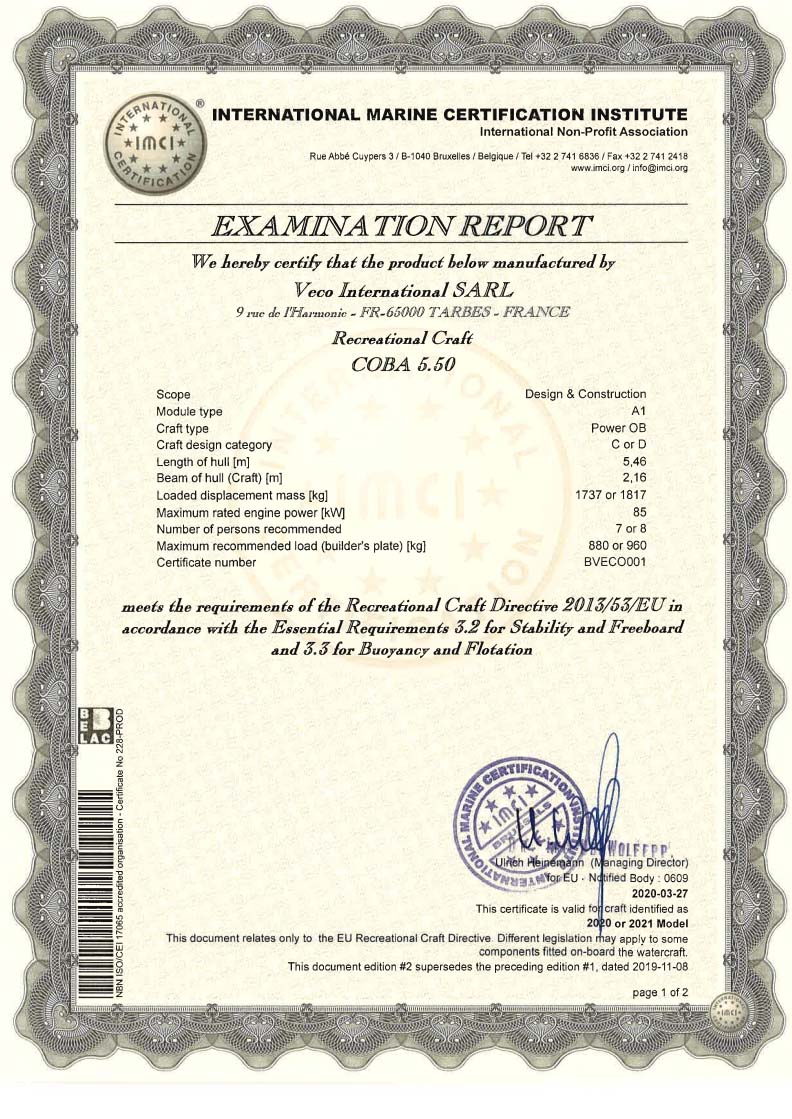 INTERNATIONAL CERTIFICATION
IMCI
®
INTERNATIONAL MARINE CERTIFICATION INSTITUTE
International Non-Profit Association
Rue Abbé Cuypers 3 / B-1040 Bruxelles / Belgique / Tel +32 2 741 6836 / Fax +32 2 741 2418
www.imci.org / info@imci.org
EXAMINATION REPORT
We hereby certify that the product below manufactured by
Veco International SARL
9 rue de l'Harmonie - FR-65000 TARBES - FRANCE
Recreational Craft
COBA 5.50
Scope Design & Construction
Module type A1
Craft type Power OB
Craft design category C or D
Length of hull [m] 5,46
Beam of hull (Craft) [m] 2,16
Loaded displacement mass [kg] 1737 or 1817
Maximum rated engine power [kW] 85
Number of persons recommended 7 or 8
Maximum recommended load (builder's plate) [kg] 880 or 960
Certificate number BVECO001
meets the requirements of the Recreational Craft Directive 2013/53/EU in
accordance with the Essential Requirements 3.2 for Stability and Freeboard
and 3.3 for Buoyancy and Flotation
BELAC
NBN ISO/CEI 17065 accredited organisation - Certificate No 228-PROD
INTERNATIONAL MARINE CERTIFICATION INSTITUTE
IMCI
BRUSSELS
Ulrich Heinemann (Managing Director)
for EU - Notified Body : 0609
2020-03-27
This certificate is valid for craft identified as
2020 or 2021 Model
This document relates only to the EU Recreational Craft Directive. Different legislation may apply to some
components fitted on-board the watercraft.
This document edition #2 supersedes the preceding edition #1, dated 2019-11-08
page 1 of 2
IMCI